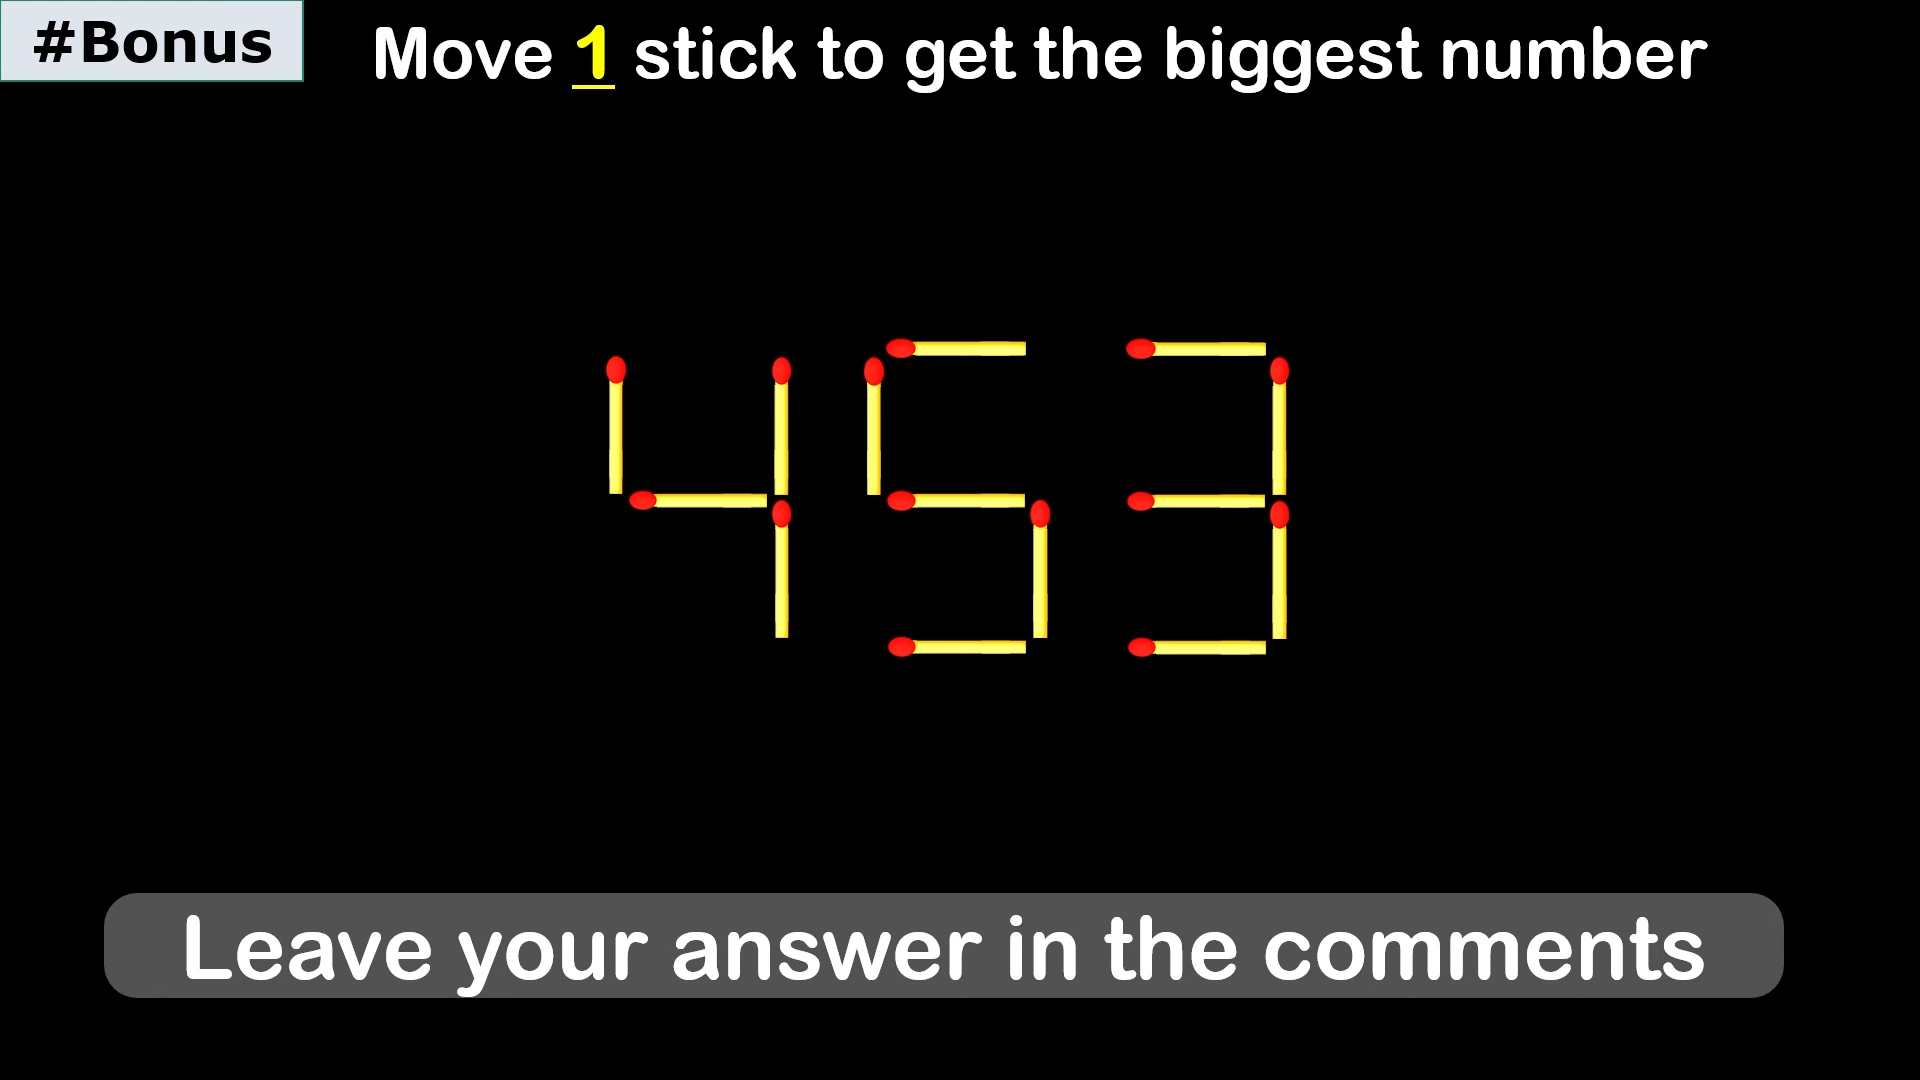 #Bonus
Move 1 stick to get the biggest number
453
Leave your answer in the comments